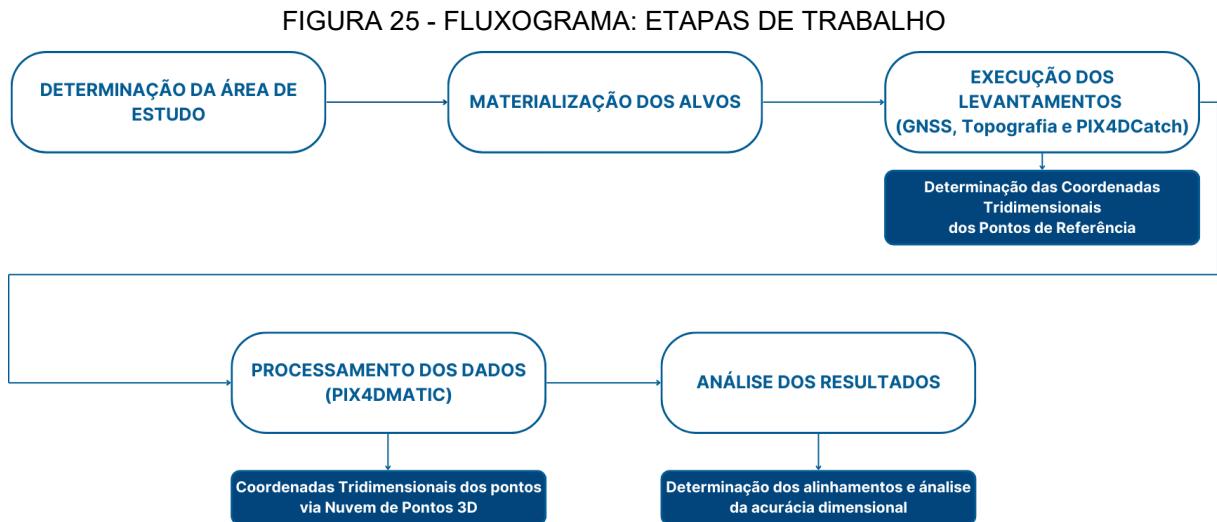 FIGURA 25 - FLUXOGRAMA: ETAPAS DE TRABALHO
DETERMINAÇÃO DA ÁREA DE
ESTUDO
MATERIALIZAÇÃO DOS ALVOS
EXECUÇÃO DOS
LEVANTAMENTOS
(GNSS, Topografia e PIX4DCatch)
Determinação das Coordenadas
Tridimensionais
dos Pontos de Referência
PROCESSAMENTO DOS DADOS
(PIX4DMATIC)
ANÁLISE DOS RESULTADOS
Coordenadas Tridimensionais dos pontos
via Nuvem de Pontos 3D
Determinação dos alinhamentos e ánalise
da acurácia dimensional